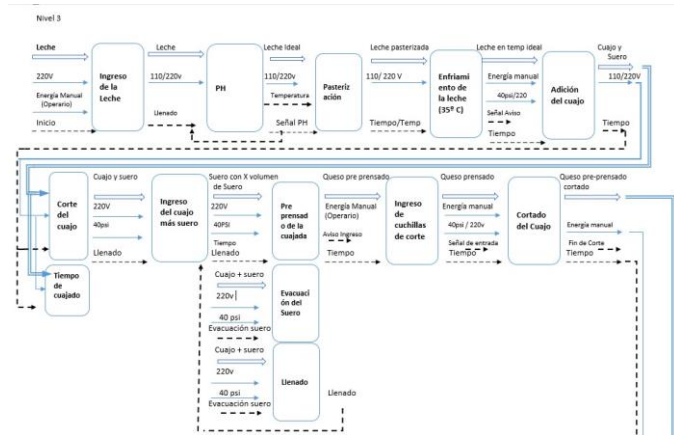 Nivel 3
Leche
220V
Energía Manual
(Operario)
Inicio
Ingreso
de la
Leche
Leche
110/220v
Llenado
PH
Leche Ideal
110/220v
Temperatura
Señal PH
Pasteriz
ación
Leche pasterizada
110/ 220 V
Tiempo/Temp
Enfriami
ento de
la leche
(35º C)
Leche en temp ideal
Energía manual
40psi/220
Señal Aviso
Tiempo
Adición
del cuajo
Cuajo y
Suero
110/220V
Tiempo
Corte
del
cuajo
Cuajo y suero
220V
40psi
Llenado
Ingreso
del cuajo
más suero
Suero con X volumen
de Suero
220V
40PSI
Tiempo
Llenado
Pre
prensad
o de la
cuajada
Queso pre prensado
Energía Manual
(Operario)
Aviso Ingreso
Tiempo
Ingreso
de
cuchillas
de corte
Queso prensado
Energía manual
40psi / 220v
Señal de entrada
Tiempo
Cortado
del Cuajo
Queso pre-prensado
cortado
Energía manual
Fin de Corte
Tiempo
Tiempo
de
cuajado
Cuajo + suero
220v
40 psi
Evacuación suero
Evacuaci
ón del
Suero
Cuajo + suero
220v
40 psi
Evacuación suero
Llenado
Llenado